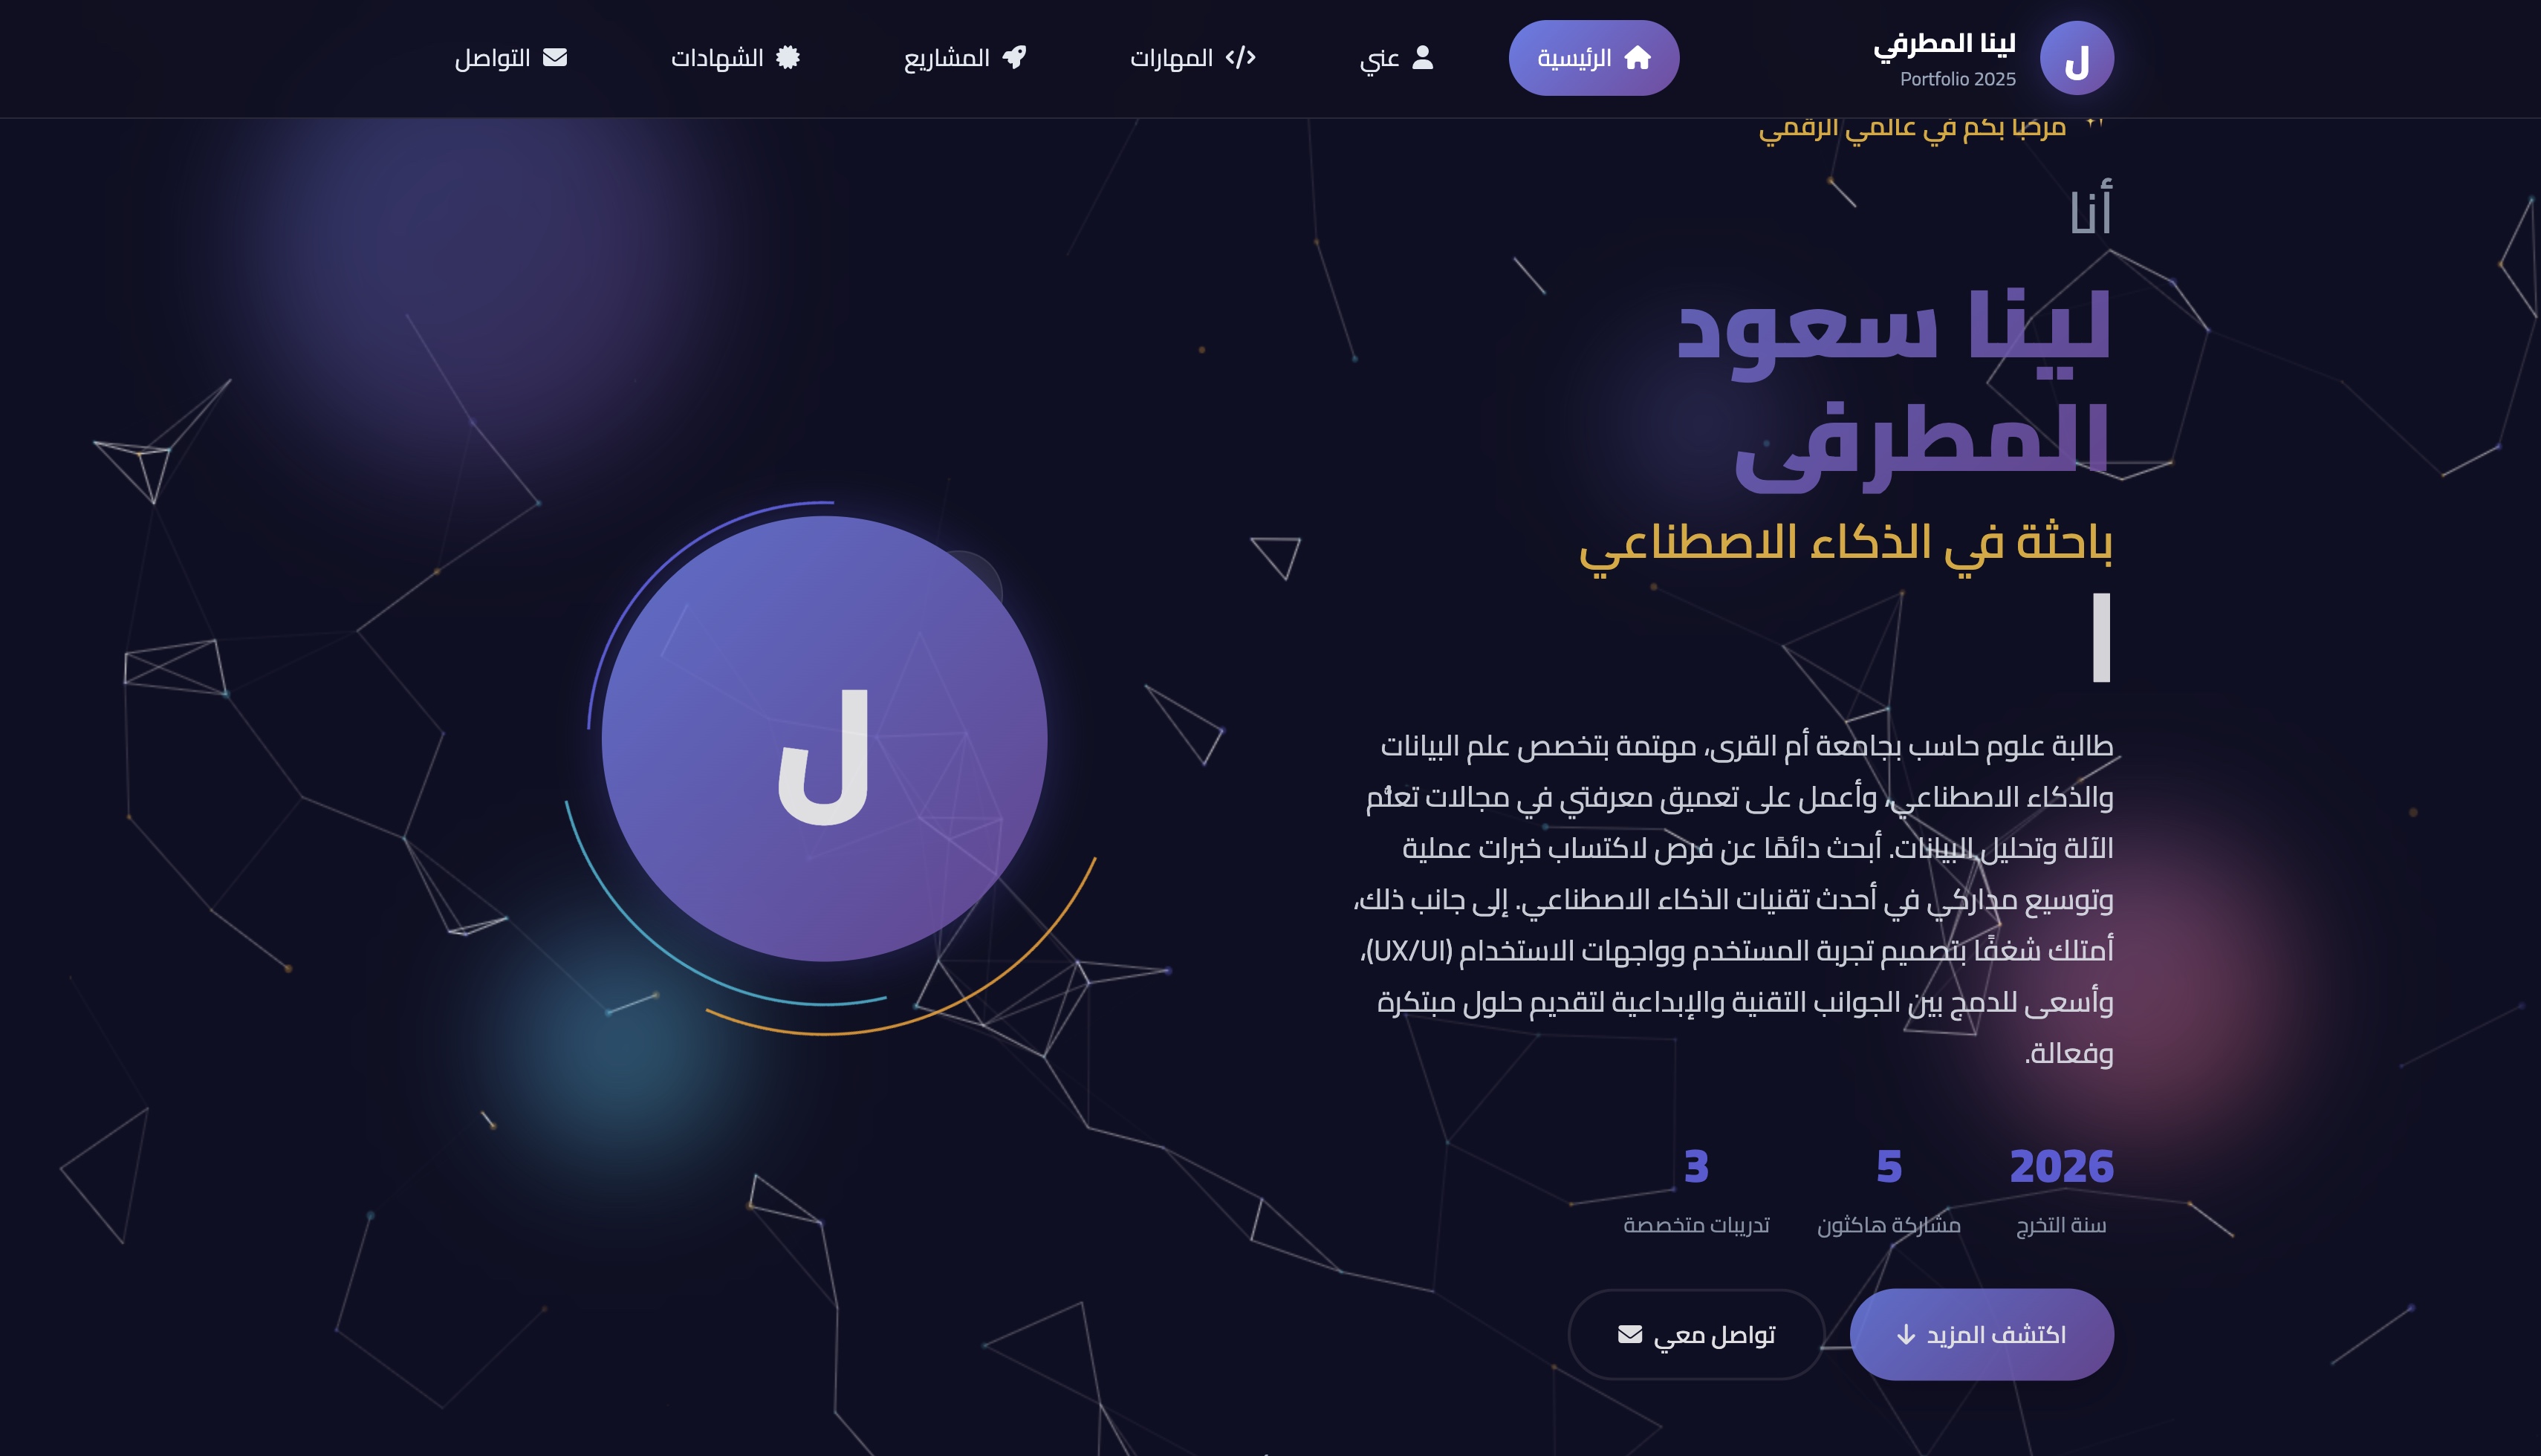 ل
لينا المطرفي
Portfolio 2025
الرئيسية
عني
المهارات
المشاريع
الشهادات
التواصل
مرحبا بكم في عالمي الرقمي
أنا
لينا سعود
المطرفي
باحثة في الذكاء الاصطناعي
ل
طالبة علوم حاسب بجامعة أم القرى، مهتمة بتخصص علم البيانات
والذكاء الاصطناعي، وأعمل على تعميق معرفتي في مجالات تعلّم
الآلة وتحليل البيانات. أبحث دائمًا عن فرص لاكتساب خبرات عملية
وتوسيع مداركي في أحدث تقنيات الذكاء الاصطناعي. إلى جانب ذلك،
أمتلك شغفًا بتصميم تجربة المستخدم وواجهات الاستخدام (UX/UI)،
وأسعى للدمج بين الجوانب التقنية والإبداعية لتقديم حلول مبتكرة
وفعالة.
2026
سنة التخرج
5
مشاركة هاكثون
3
تدريبات متخصصة
اكتشف المزيد
تواصل معي